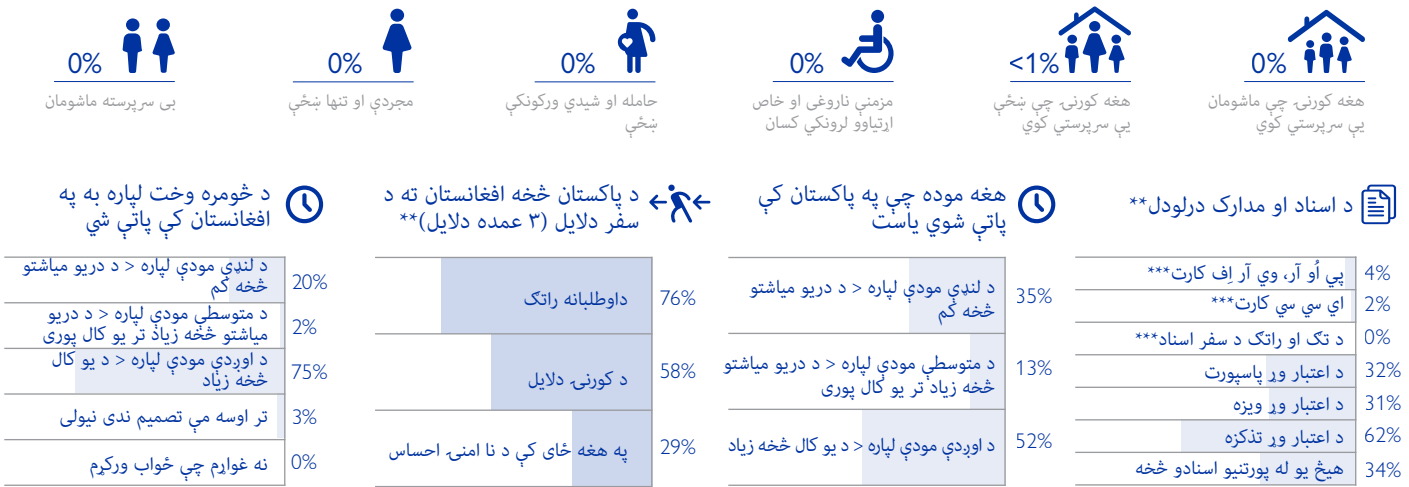 0%
هغه کورنۍ چې ماشومان
يې سرپرستي کوي
<1%
هغه کورنۍ چې ښځې
يې سرپرستي کوي
0%
مزمنې ناروغی او خاص
اړتیاوو لرونکي کسان
0%
حامله او شيدې ورکونکې
ښځې
0%
مجردې او تنها ښځې
0%
بی سرپرسته ماشومان
د اسناد او مدارک درلودل**
پي اُو آر، وي آر اِف کارت*** 4%
اي سي سي کارت*** 2%
د تګ او راتګ د سفر اسناد*** 0%
د اعتبار وړ پاسپورت 32%
د اعتبار وړ ویزه 31%
د اعتبار وړ تذکره 62%
هیڅ یو له پورتنیو اسنادو څخه 34%
هغه موده چې په پاکستان کې
پاتې شوي یاست
د لنډې مودې لپاره < د دریو میاشتو
څخه کم
35%
د متوسطې مودې لپاره < د دریو میاشتو
څخه زیاد تر یو کال پوری
13%
د اوږدې مودې لپاره < د یو کال څخه زیاد 52%
د پاکستان څخه افغانستان ته د
سفر دلایل (۳ عمده دلایل)**
داوطلبانه راتګ 76%
د کورنۍ دلایل 58%
په هغه ځای کې د نا امنۍ احساس 29%
د څومره وخت لپاره به په
افغانستان کې پاتې شي
د لنډې مودې لپاره < د دریو میاشتو
څخه کم
20%
د متوسطې مودې لپاره < د دریو
میاشتو څخه زیاد تر یو کال پوری
2%
د اوږدې مودې لپاره < د یو کال
څخه زیاد
75%
تر اوسه مې تصمیم ندی نیولی 3%
نه غواړم چې ځواب ورکړم 0%